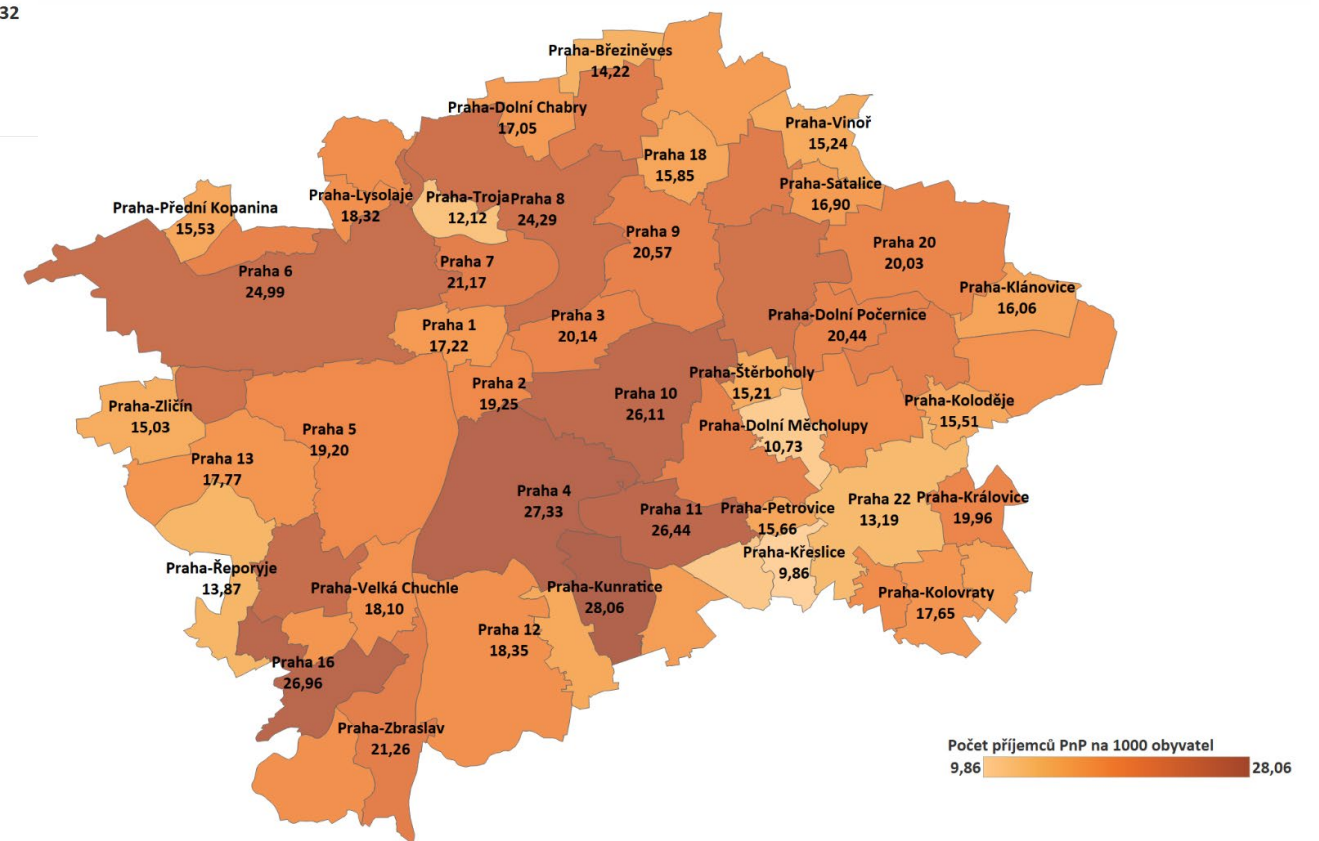 32
Praha-Březiněves
14,22
Praha-Dolní Chabry
17,05
Praha-Vinoř
15,24
Praha 18
15,85
Praha-Satalice
16,90
Praha-Lysolaje
18,32
Praha-Troja
12,12
Praha 8
24,29
Praha-Přední Kopanina
15,53
Praha 9
20,57
Praha 20
20,03
Praha 6
24,99
Praha 7
21,17
Praha-Klánovice
16,06
Praha 1
17,22
Praha 3
20,14
Praha-Dolní Počernice
20,44
Praha-Štěrboholy
15,21
Praha 2
19,25
Praha 10
26,11
Praha-Zličín
15,03
Praha-Koloděje
15,51
Praha 5
19,20
Praha-Dolní Měcholupy
10,73
Praha 13
17,77
Praha 4
27,33
Praha 11
26,44
Praha-Petrovice
15,66
Praha 22
13,19
Praha-Královice
19,96
Praha-Křeslice
9,86
Praha-Řeporyje
13,87
Praha-Velká Chuchle
18,10
Praha-Kunratice
28,06
Praha-Kolovraty
17,65
Praha 12
18,35
Praha 16
26,96
Praha-Zbraslav
21,26
Počet příjemců PnP na 1000 obyvatel
9,86 28,06